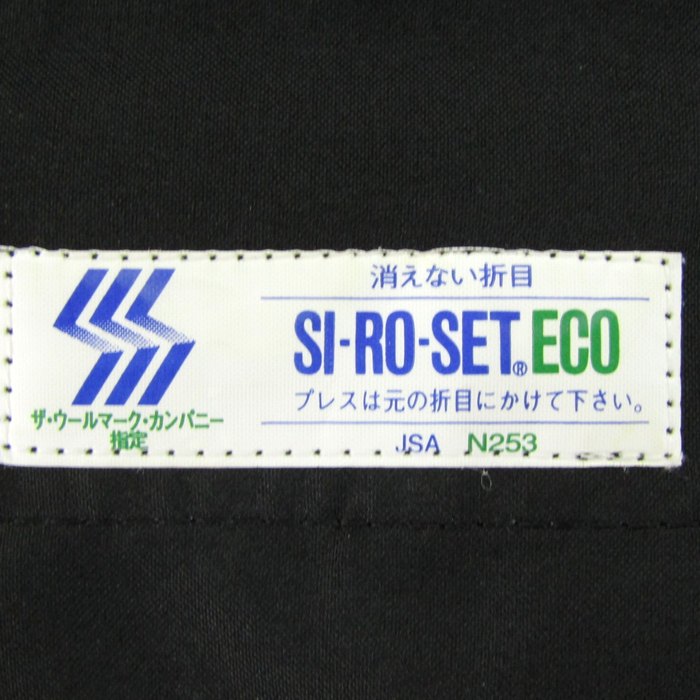 消えない折目
SI-RO-SET® ECO
プレスは元の折目にかけて下さい。
JSA N253
ザ・ウールマーク・カンパニー
指定